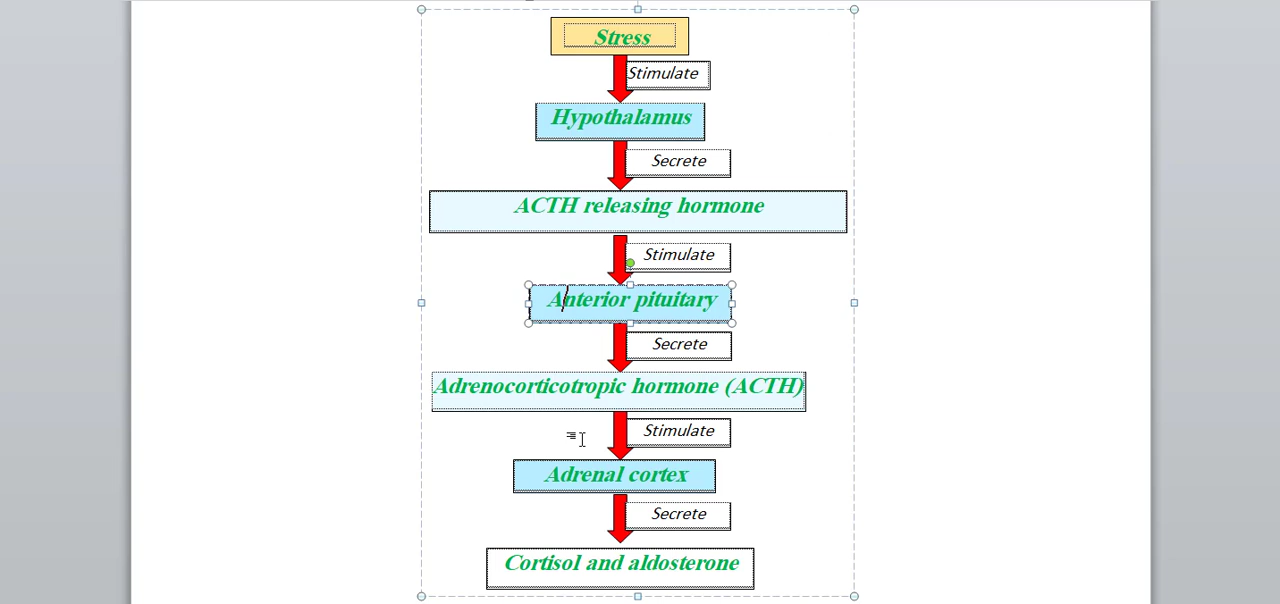 Stress
Stimulate
Hypothalamus
Secrete
ACTH releasing hormone
Stimulate
Anterior pituitary
Secrete
Adrenocorticotropic hormone (ACTH)
Stimulate
Adrenal cortex
Secrete
Cortisol and aldosterone